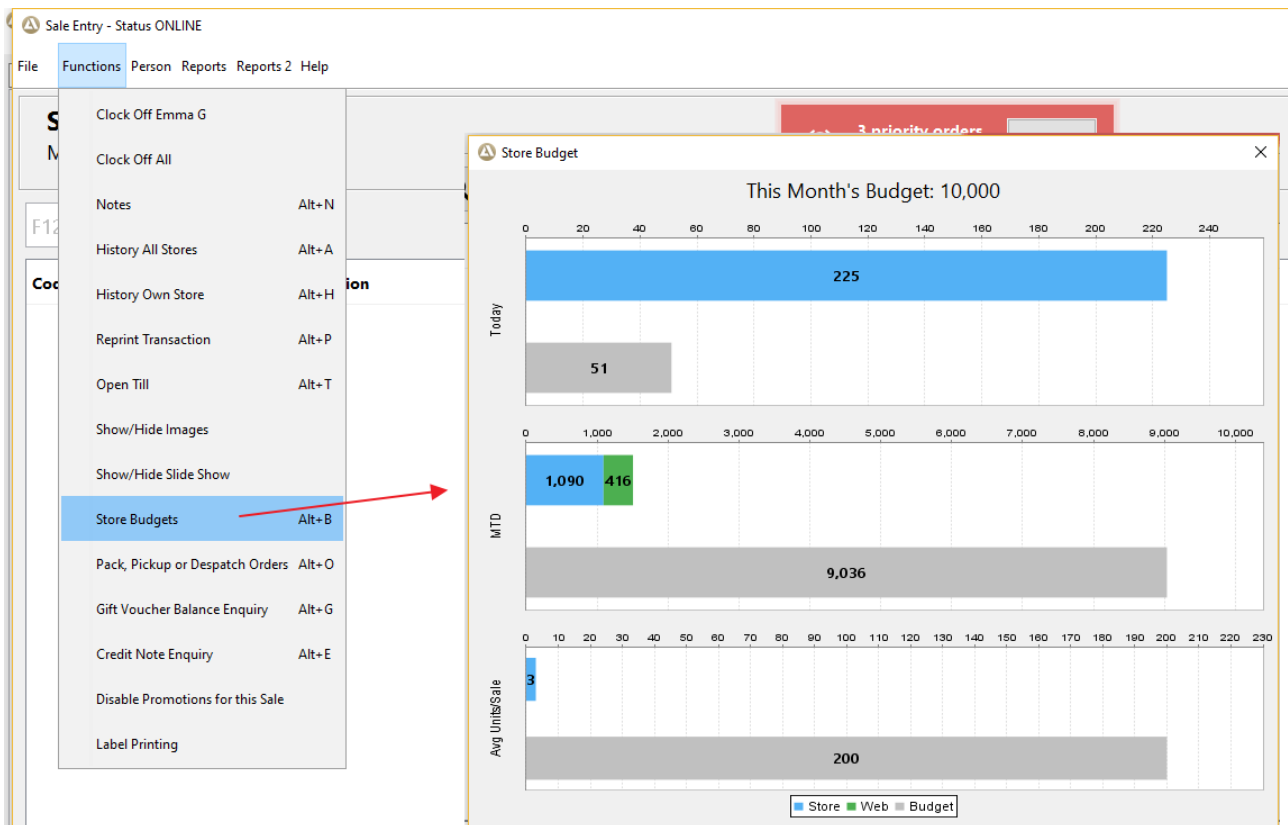 Sale Entry - Status ONLINE
File Functions Person Reports Reports 2 Help
Clock Off Emma G
Clock Off All
Notes Alt+N
History All Stores Alt+A
History Own Store Alt+H
Reprint Transaction Alt+P
Open Till Alt+T
Show/Hide Images
Show/Hide Slide Show
Store Budgets Alt+B
Pack, Pickup or Despatch Orders Alt+O
Gift Voucher Balance Enquiry Alt+G
Credit Note Enquiry Alt+E
Disable Promotions for this Sale
Label Printing
F12
3 priority orders
Store Budget
This Month's Budget: 10,000
0 20 40 60 80 100 120 140 160 180 200 220 240
Today
225
51
0 1,000 2,000 3,000 4,000 5,000 6,000 7,000 8,000 9,000 10,000
MTD
1,090 416
9,036
0 10 20 30 40 50 60 70 80 90 100 110 120 130 140 150 160 170 180 190 200 210 220 230
Avg Units/Sale
3
200
Store Web Budget